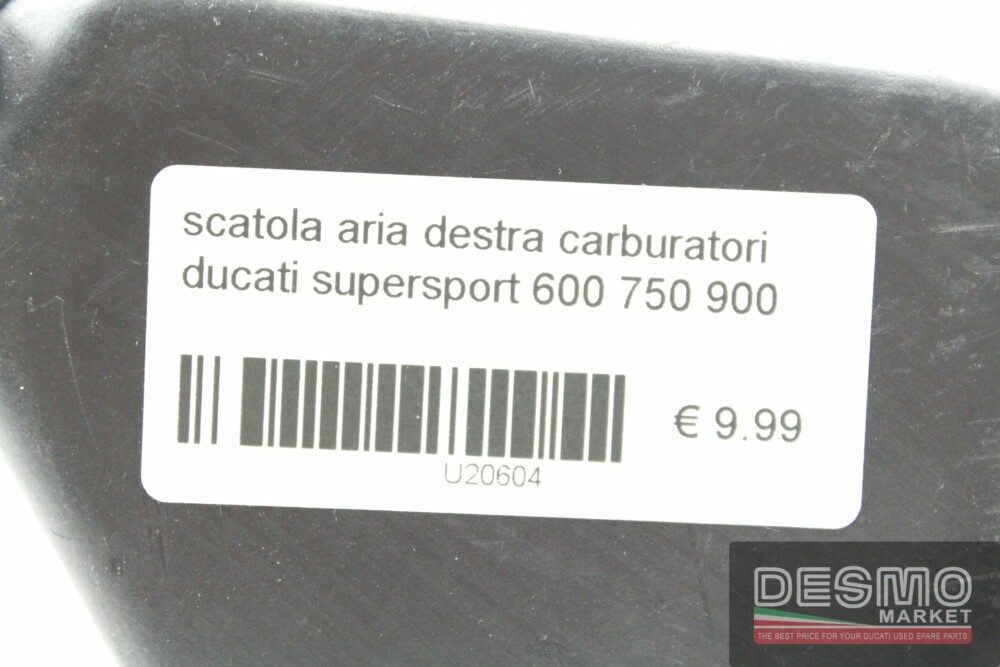 scatola aria destra carburatori
ducati supersport 600 750 900
€ 9.99
U20604
DESMO
MARKET
THE BEST PRICE FOR YOUR DUCATI USED SPARE PARTS